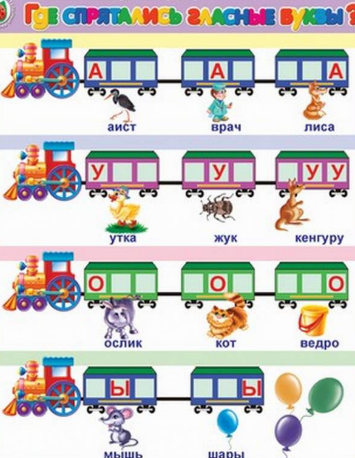 Где спрятались гласные буквы?
А А А
аист врач лиса
У У У У
утка жук кенгуру
О О О
ослик кот ведро
Ы Ы
мышь шары